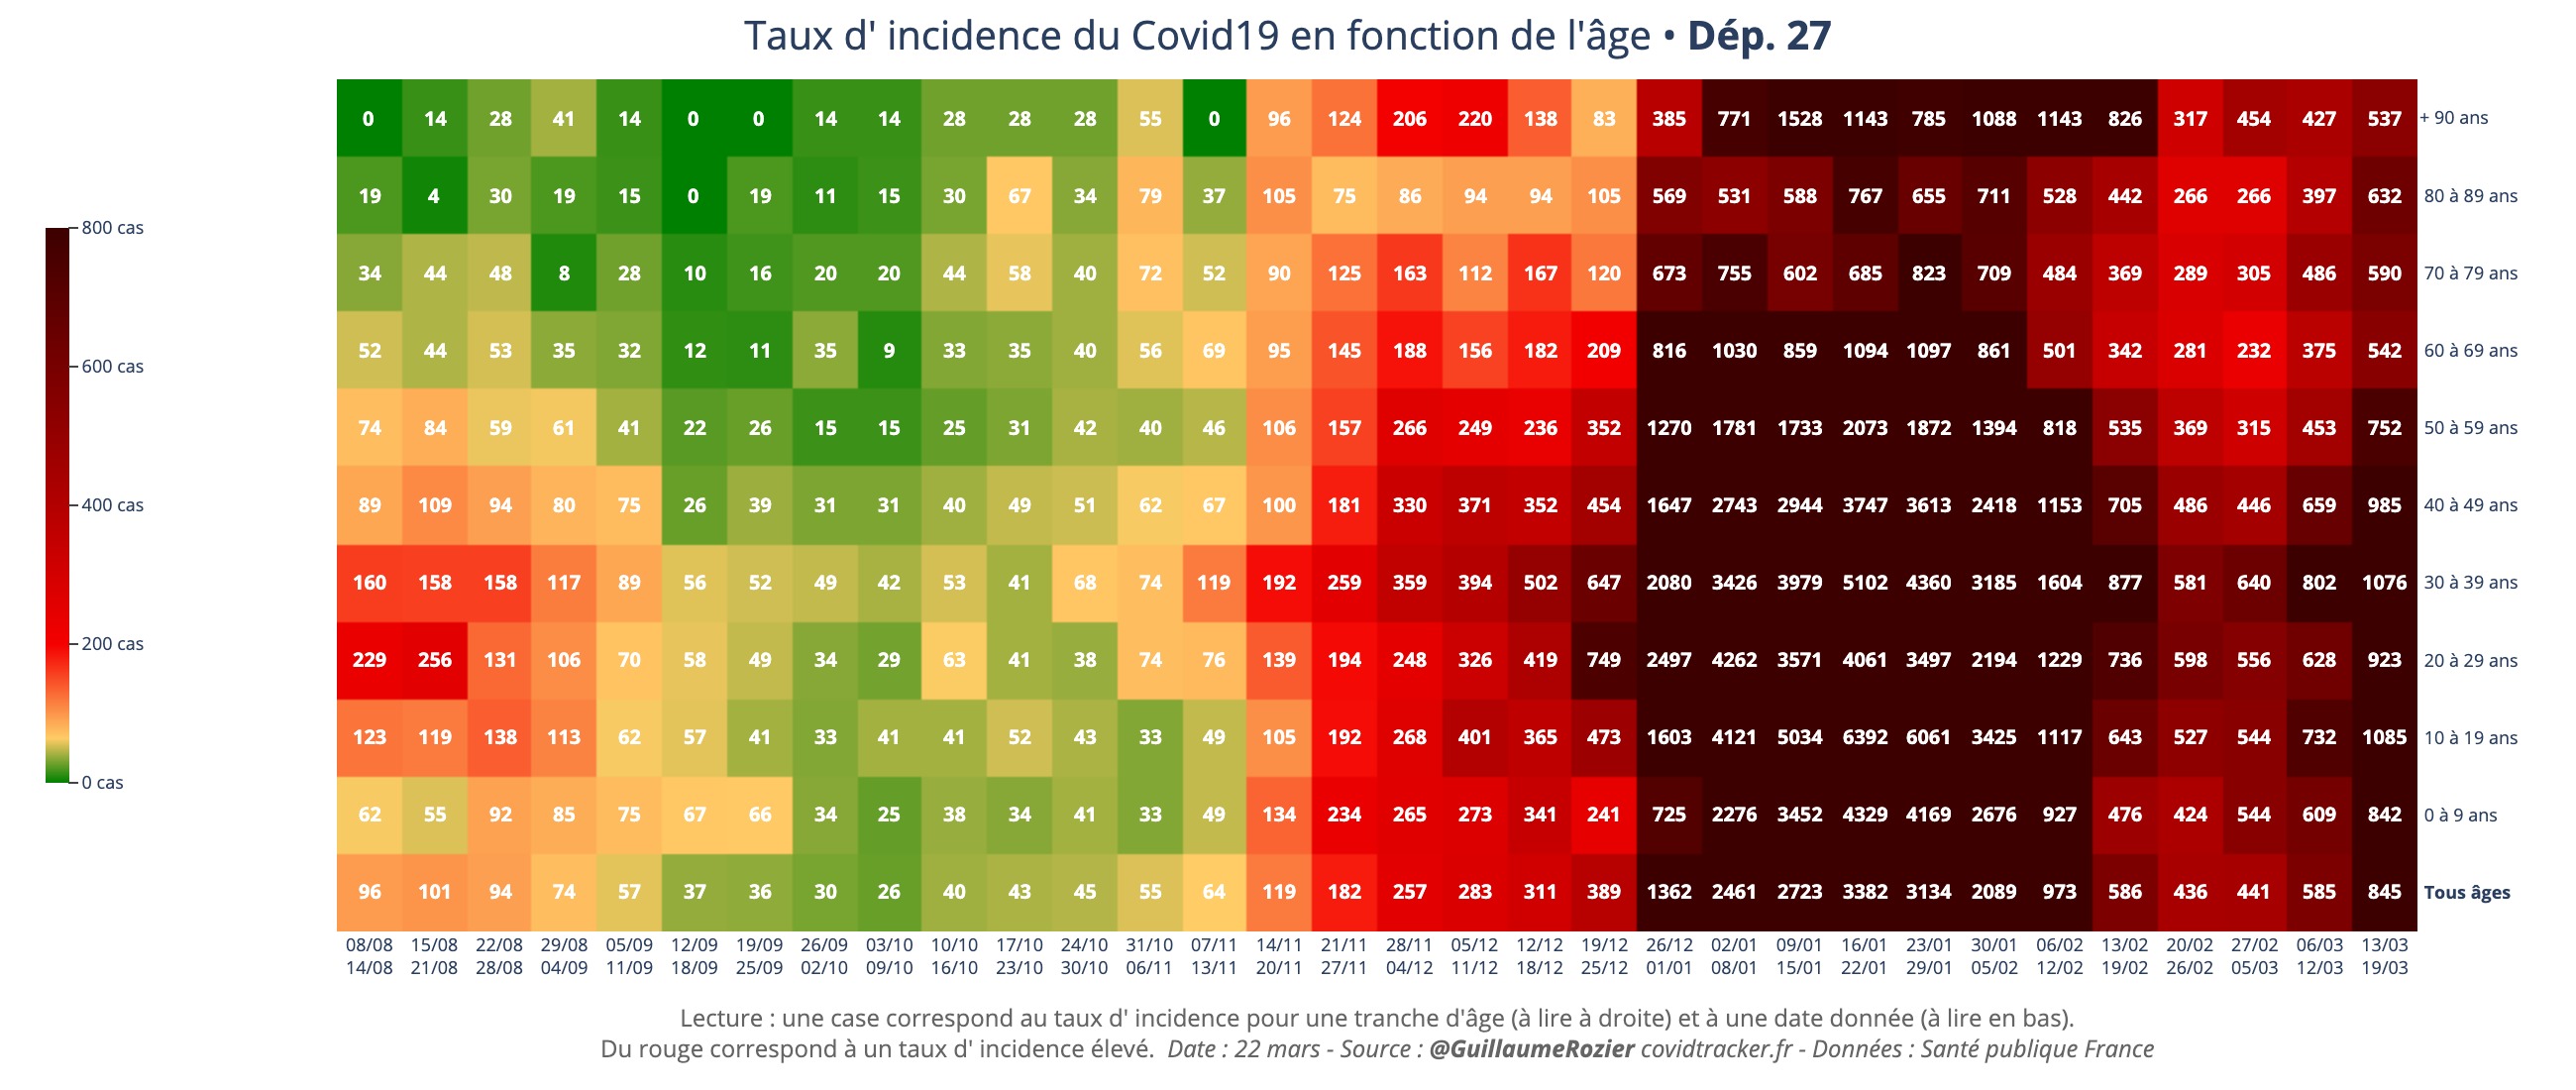 Taux d' incidence du Covid19 en fonction de l'âge • Dép. 27
0 14 28 41 14 0 0 14 14 28 28 28 55 0 96 124 206 220 138 83 385 771 1528 1143 785 1088 1143 826 317 454 427 537 + 90 ans
19 4 30 19 15 0 19 11 15 30 67 34 79 37 105 75 86 94 94 105 569 531 588 767 655 711 528 442 266 266 397 632 80 à 89 ans
800 cas
34 44 48 8 28 10 16 20 20 44 58 40 72 52 90 125 163 112 167 120 673 755 602 685 823 709 484 369 289 305 486 590 70 à 79 ans
52 44 53 35 32 12 11 35 9 33 35 40 56 69 95 145 188 156 182 209 816 1030 859 1094 1097 861 501 342 281 232 375 542 60 à 69 ans
600 cas
74 84 59 61 41 22 26 15 15 25 31 42 40 46 106 157 266 249 236 352 1270 1781 1733 2073 1872 1394 818 535 369 315 453 752 50 à 59 ans
400 cas
89 109 94 80 75 26 39 31 31 40 49 51 62 67 100 181 330 371 352 454 1647 2743 2944 3747 3613 2418 1153 705 486 446 659 985 40 à 49 ans
160 158 158 117 89 56 52 49 42 53 41 68 74 119 192 259 359 394 502 647 2080 3426 3979 5102 4360 3185 1604 877 581 640 802 1076 30 à 39 ans
200 cas
229 256 131 106 70 58 49 34 29 63 41 38 74 76 139 194 248 326 419 749 2497 4262 3571 4061 3497 2194 1229 736 598 556 628 923 20 à 29 ans
123 119 138 113 62 57 41 33 41 41 52 43 33 49 105 192 268 401 365 473 1603 4121 5034 6392 6061 3425 1117 643 527 544 732 1085 10 à 19 ans
0 cas
62 55 92 85 75 67 66 34 25 38 34 41 33 49 134 234 265 273 341 241 725 2276 3452 4329 4169 2676 927 476 424 544 609 842 0 à 9 ans
96 101 94 74 57 37 36 30 26 40 43 45 55 64 119 182 257 283 311 389 1362 2461 2723 3382 3134 2089 973 586 436 441 585 845 Tous âges
08/08 15/08 22/08 29/08 05/09 12/09 19/09 26/09 03/10 10/10 17/10 24/10 31/10 07/11 14/11 21/11 28/11 05/12 12/12 19/12 26/12 02/01 09/01 16/01 23/01 30/01 06/02 13/02 20/02 27/02 06/03 13/03
14/08 21/08 28/08 04/09 11/09 18/09 25/09 02/10 09/10 16/10 23/10 30/10 06/11 13/11 20/11 27/11 04/12 11/12 18/12 25/12 01/01 08/01 15/01 22/01 29/01 05/02 12/02 19/02 26/02 05/03 12/03 19/03
Lecture : une case correspond au taux d' incidence pour une tranche d'âge (à lire à droite) et à une date donnée (à lire en bas).
Du rouge correspond à un taux d' incidence élevé. Date : 22 mars - Source : @GuillaumeRozier covidtracker.fr - Données : Santé publique France